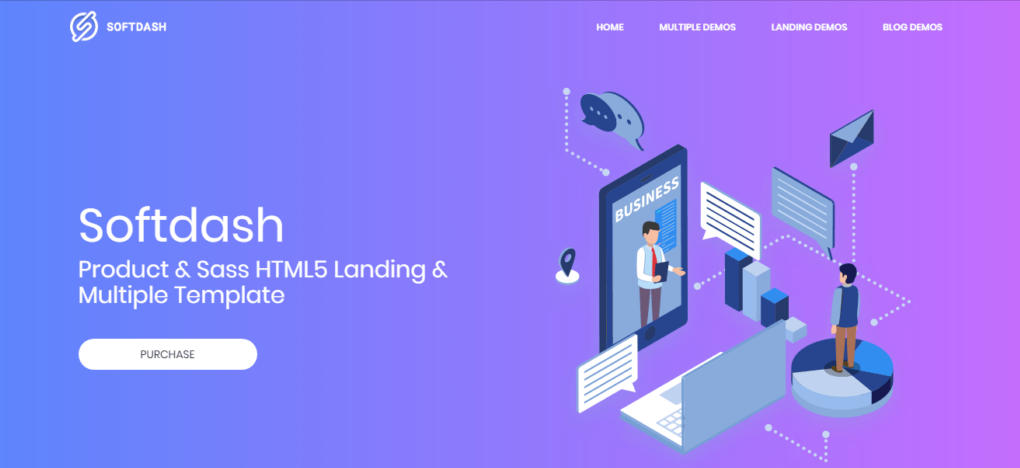 SOFTDASH
HOME MULTIPLE DEMOS LANDING DEMOS BLOG DEMOS
Softdash
Product & Sass HTML5 Landing &
Multiple Template
PURCHASE
BUSINESS